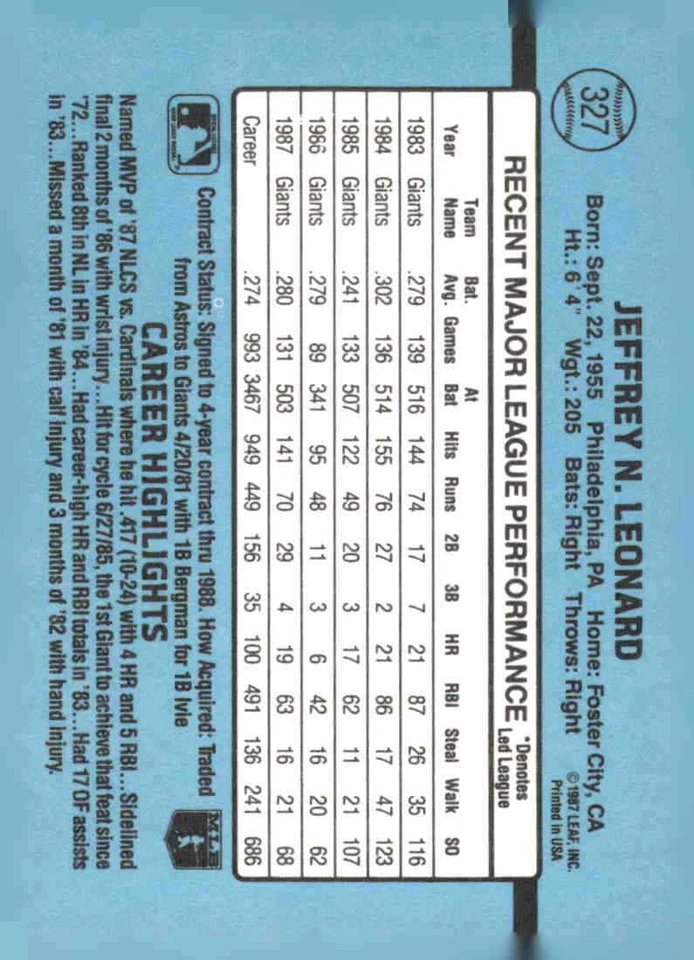 327
JEFFREY N. LEONARD
Born: Sept. 22, 1955 Philadelphia, PA Home: Foster City, CA
Ht.: 6' 4" Wgt.: 205 Bats: Right Throws: Right
©1987 LEAF, INC.
Printed in USA
RECENT MAJOR LEAGUE PERFORMANCE *Denotes Led League
Year Team Name Bat. Avg. Games At Bat Hits Runs 2B 3B HR RBI Steal Walk SO
1983 Giants .279 139 516 144 74 17 7 21 87 26 35 116
1984 Giants .302 136 514 155 76 27 2 21 86 17 47 123
1985 Giants .241 133 507 122 49 20 3 17 62 11 21 107
1966 Giants .279 89 341 95 48 11 3 6 42 16 20 62
1987 Giants .280 131 503 141 70 29 4 19 63 16 21 68
Career .274 993 3467 949 449 156 35 100 491 136 241 686
Contract Status: Signed to 4-year contract thru 1988. How Acquired: Traded
from Astros to Giants 4/20/81 with 1B Bergman for 1B Ivie
MLB
CAREER HIGHLIGHTS
Named MVP of '87 NLCS vs. Cardinals where he hit .417 (10-24) with 4 HR and 5 RBI...Sidelined
final 2 months of '86 with wrist injury...Hit for cycle 6/27/85, the 1st Giant to achieve that feat since
'72...Ranked 8th in NL in HR in '84...Had career-high HR and RBI totals in '83...Had 17 OF assists
in '83...Missed a month of '81 with calf injury and 3 months of '82 with hand injury.